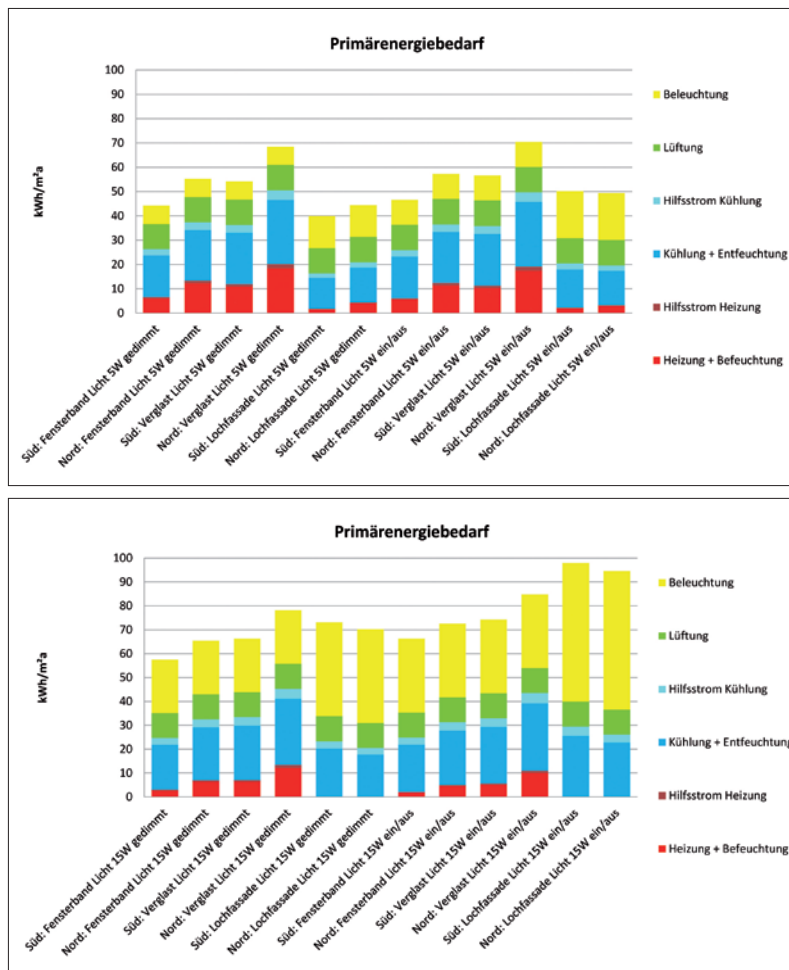 Primärenergiebedarf
kWh/m²a
100
90
80
70
60
50
40
30
20
10
0
Beleuchtung
Lüftung
Hilfsstrom Kühlung
Kühlung + Entfeuchtung
Hilfsstrom Heizung
Heizung + Befeuchtung
Süd: Fensterband Licht 5W gedimmt
Nord: Fensterband Licht 5W gedimmt
Süd: Verglast Licht 5W gedimmt
Nord: Verglast Licht 5W gedimmt
Süd: Lochfassade Licht 5W gedimmt
Nord: Lochfassade Licht 5W gedimmt
Süd: Fensterband Licht 5W ein/aus
Nord: Fensterband Licht 5W ein/aus
Süd: Verglast Licht 5W ein/aus
Nord: Verglast Licht 5W ein/aus
Süd: Lochfassade Licht 5W ein/aus
Nord: Lochfassade Licht 5W ein/aus
Primärenergiebedarf
kWh/m²a
100
90
80
70
60
50
40
30
20
10
0
Beleuchtung
Lüftung
Hilfsstrom Kühlung
Kühlung + Entfeuchtung
Hilfsstrom Heizung
Heizung + Befeuchtung
Süd: Fensterband Licht 15W gedimmt
Nord: Fensterband Licht 15W gedimmt
Süd: Verglast Licht 15W gedimmt
Nord: Verglast Licht 15W gedimmt
Süd: Lochfassade Licht 15W gedimmt
Nord: Lochfassade Licht 15W gedimmt
Süd: Fensterband Licht 15W ein/aus
Nord: Fensterband Licht 15W ein/aus
Süd: Verglast Licht 15W ein/aus
Nord: Verglast Licht 15W ein/aus
Süd: Lochfassade Licht 15W ein/aus
Nord: Lochfassade Licht 15W ein/aus